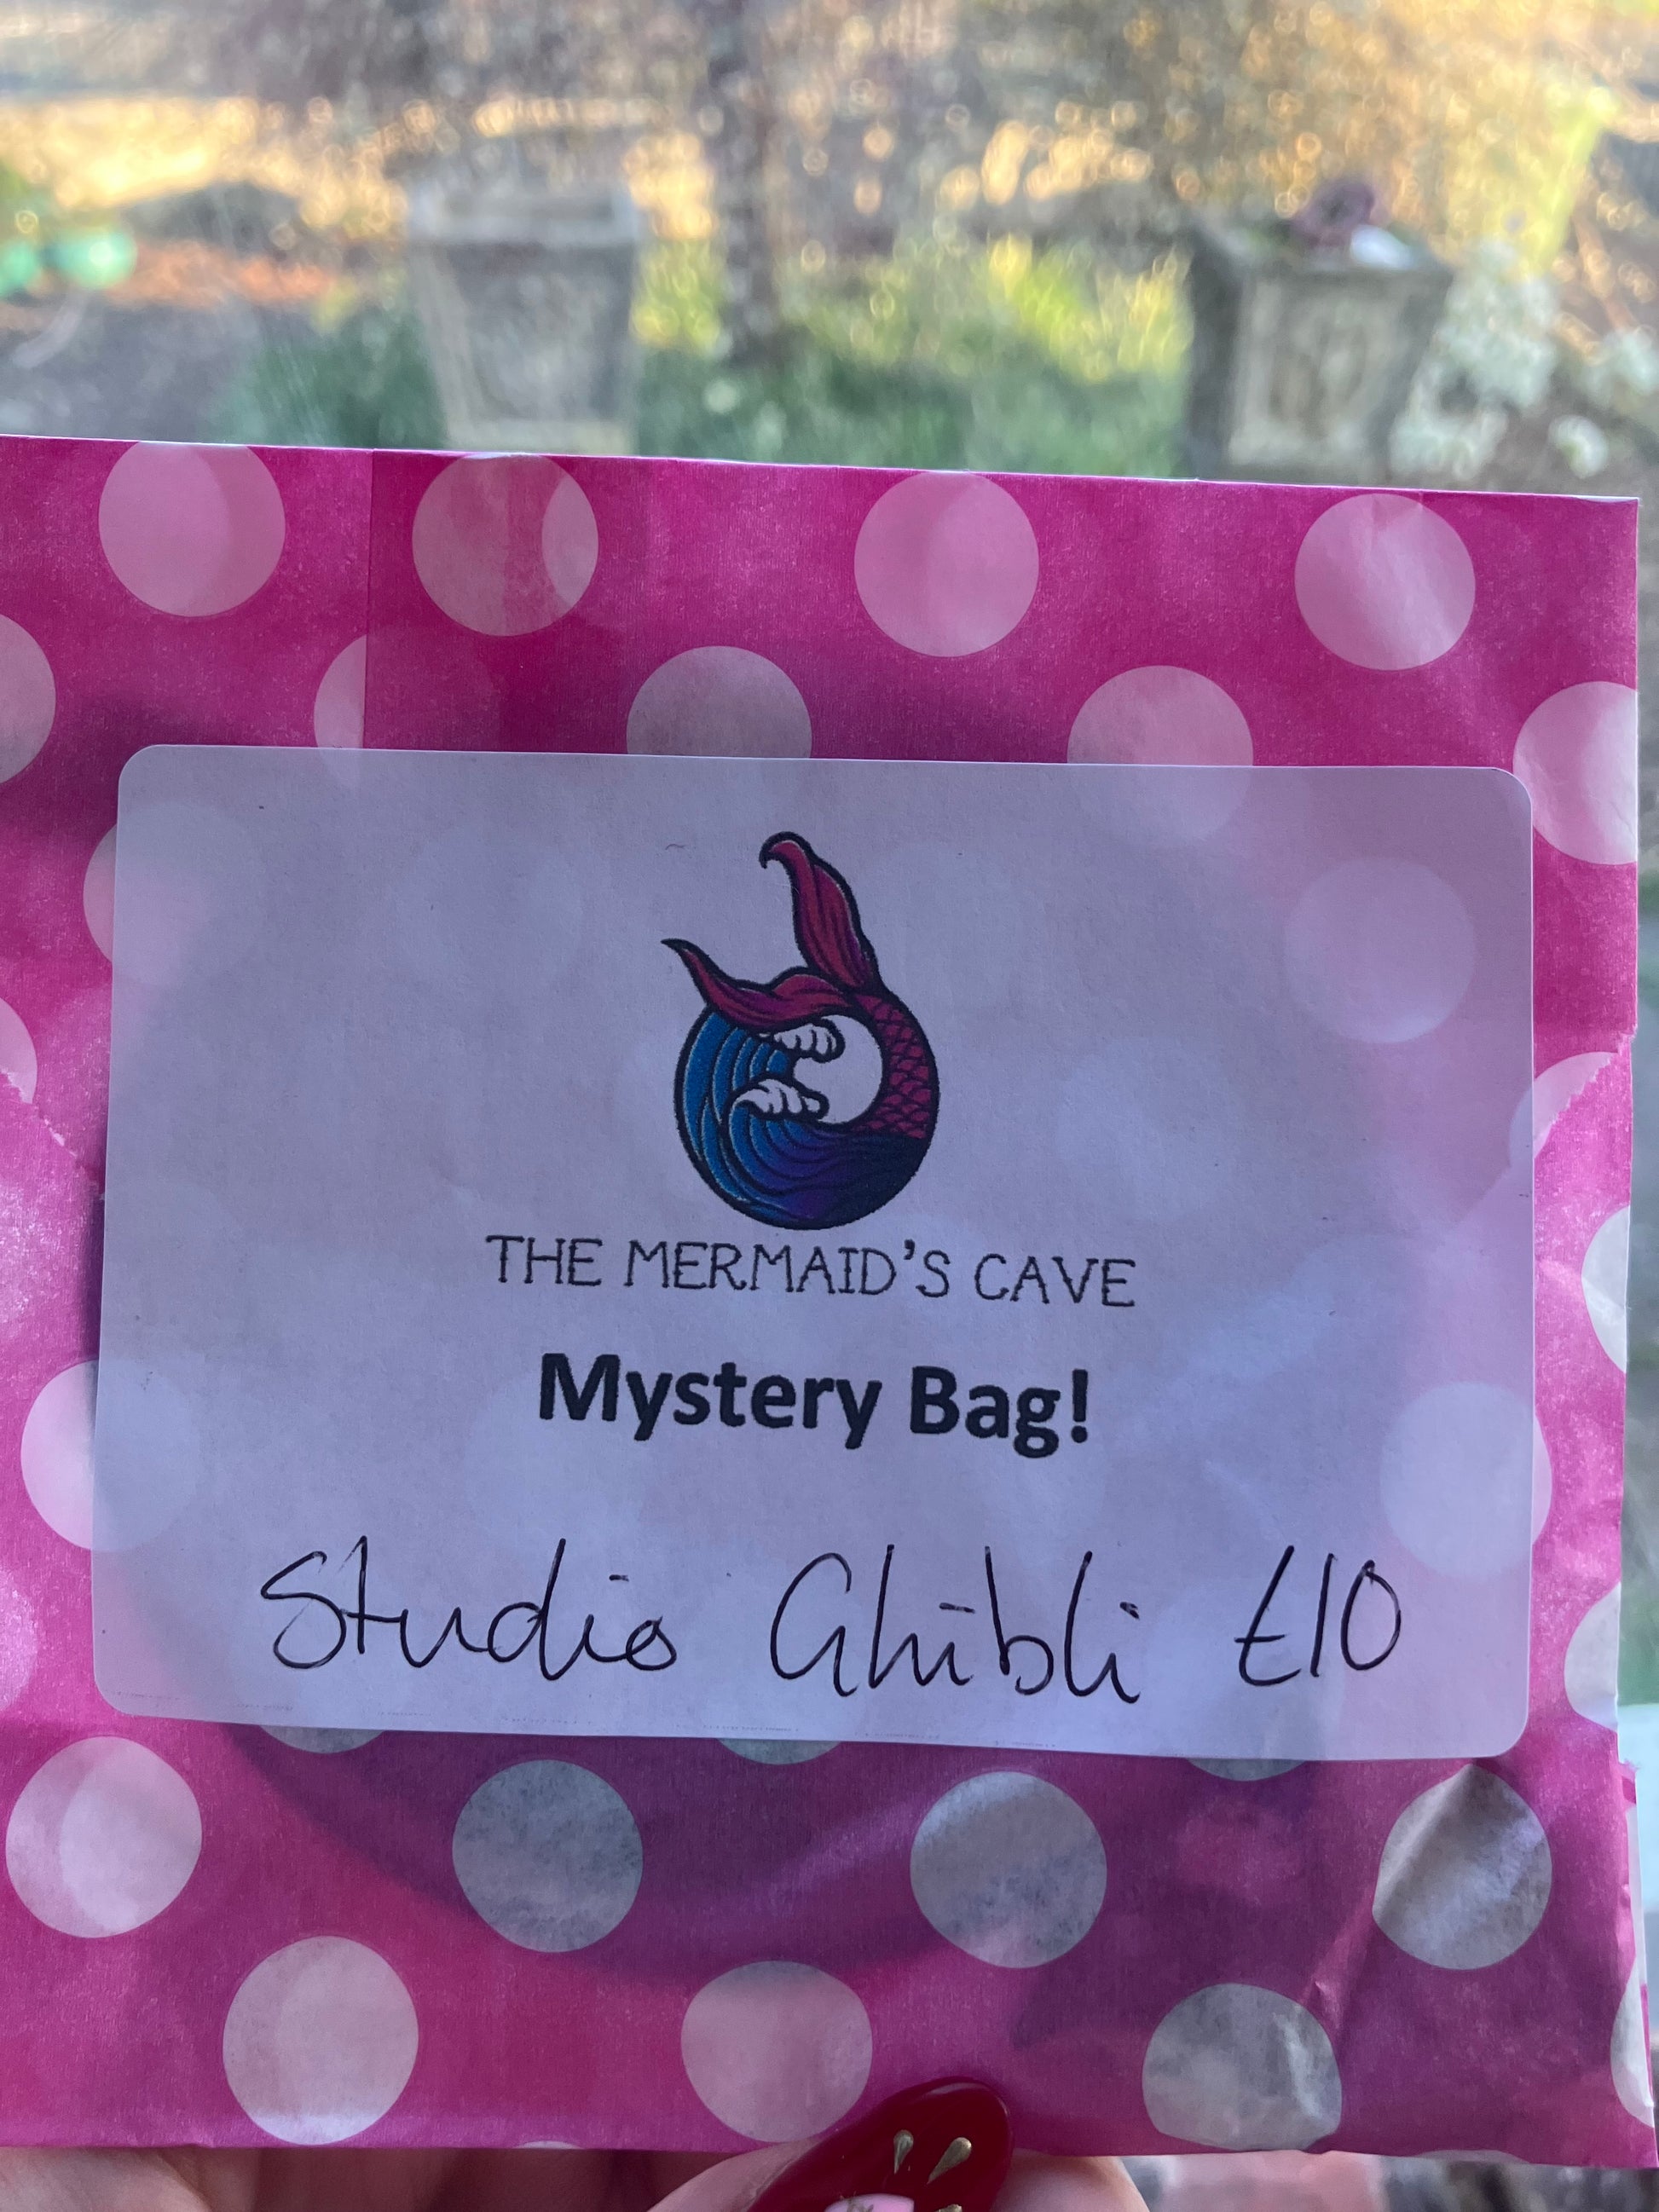 THE MERMAID'S CAVE
Mystery Bag!
Studio Ghibli £10